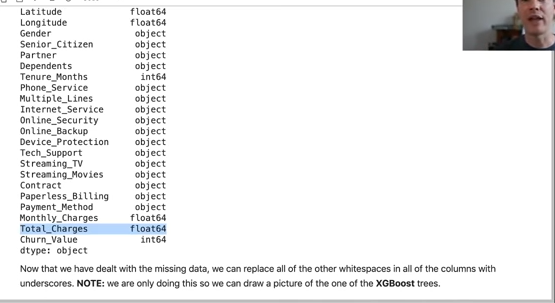 Latitude float64
Longitude float64
Gender object
Senior_Citizen object
Partner object
Dependents object
Tenure_Months int64
Phone_Service object
Multiple_Lines object
Internet_Service object
Online_Security object
Online_Backup object
Device_Protection object
Tech_Support object
Streaming_TV object
Streaming_Movies object
Contract object
Paperless_Billing object
Payment_Method object
Monthly_Charges float64
Total_Charges float64
Churn_Value int64
dtype: object
Now that we have dealt with the missing data, we can replace all of the other whitespaces in all of the columns with
underscores. NOTE: we are only doing this so we can draw a picture of the one of the XGBoost trees.